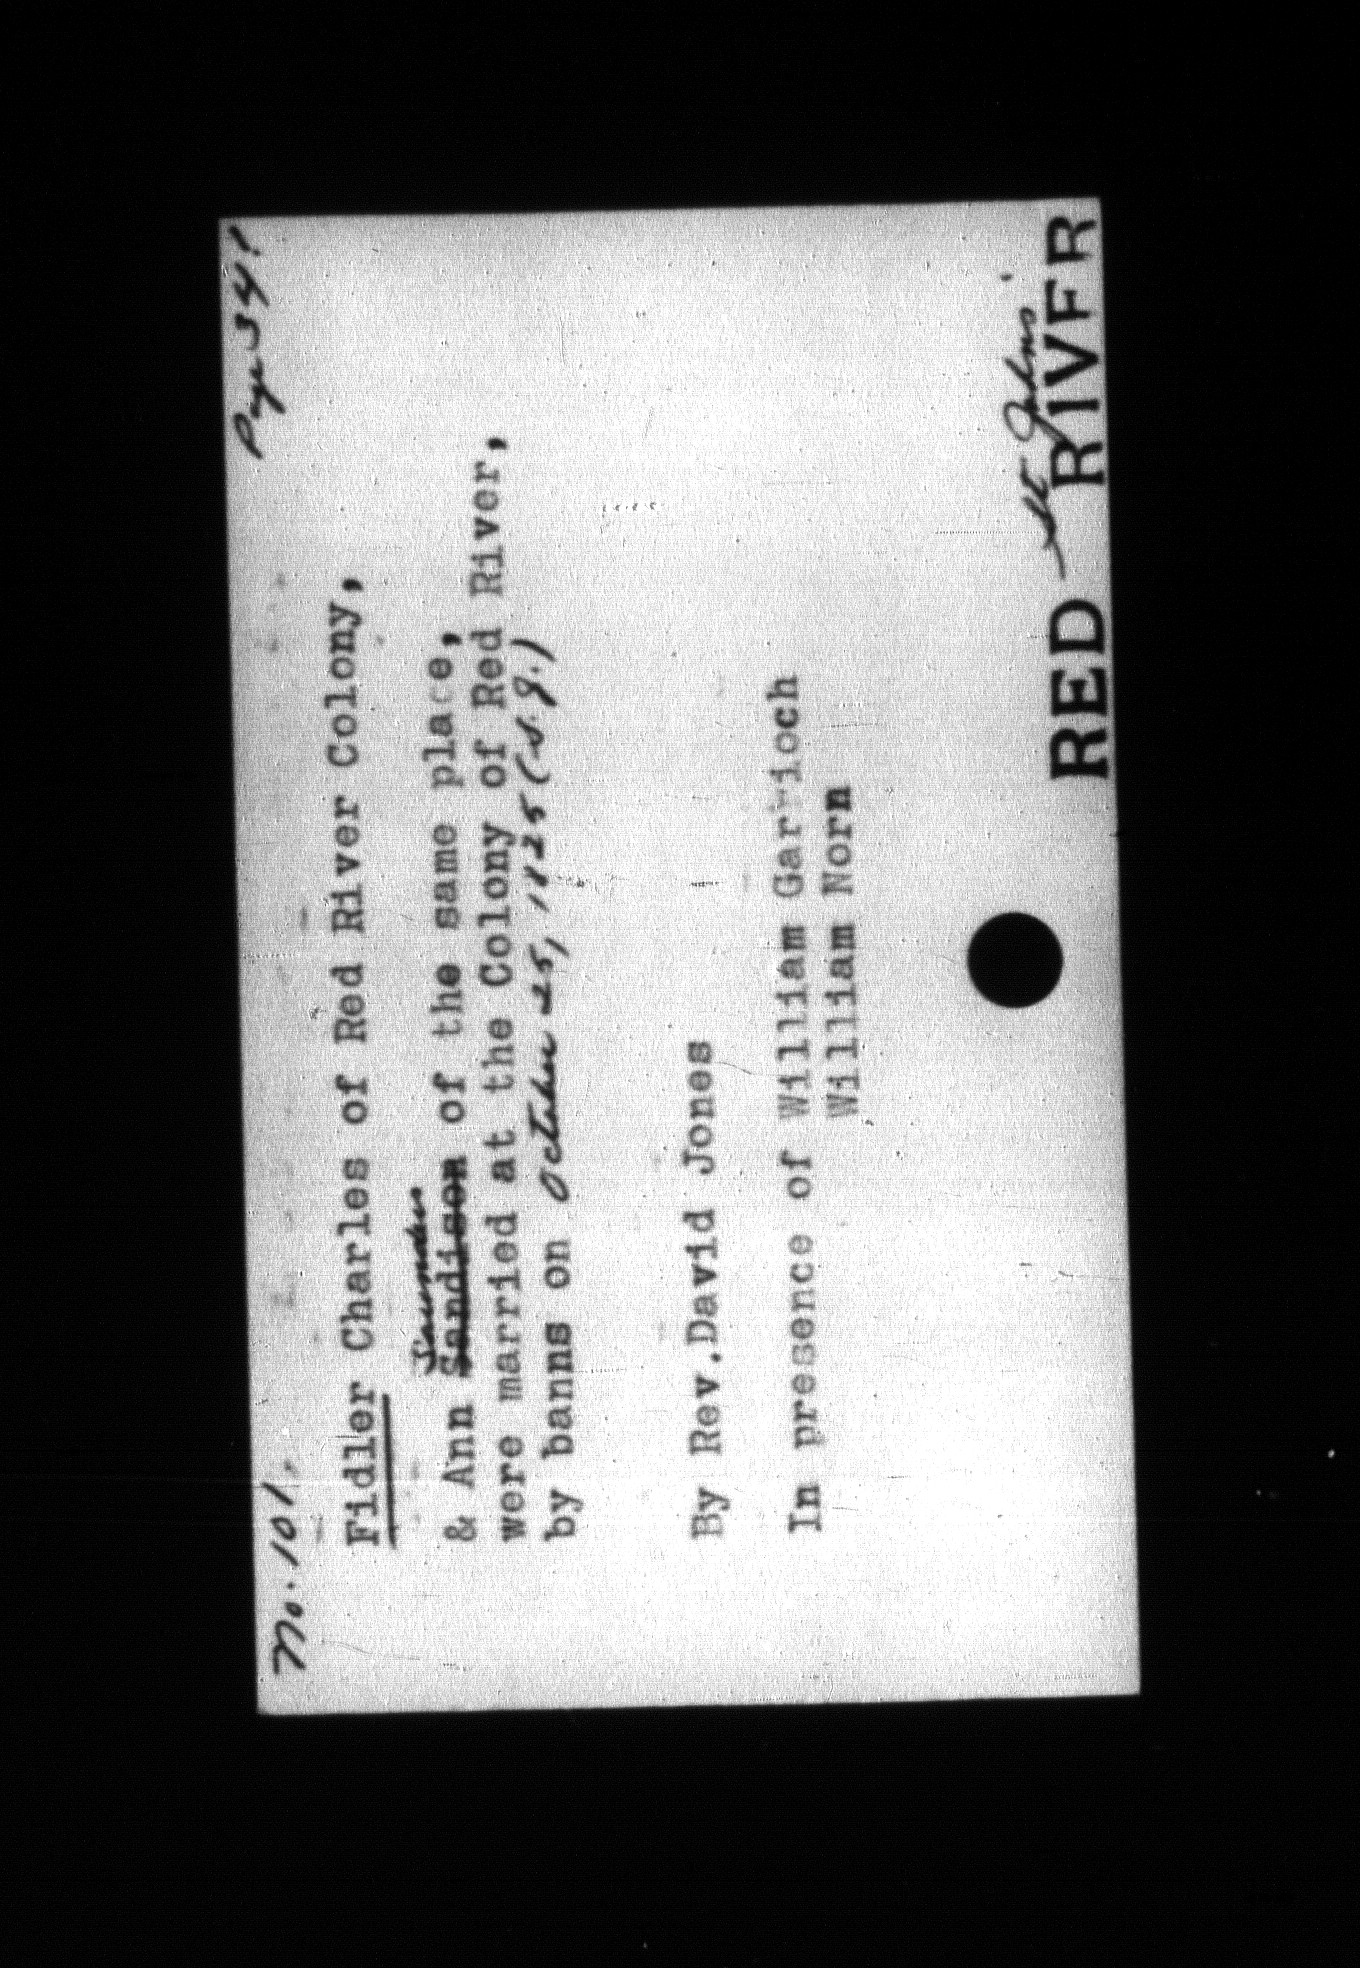 No. 101. Page 341
Fidler Charles of Red River Colony,
Saunders
& Ann Sandison of the same place,
were married at the Colony of Red River,
by banns on October 25, 1825
By Rev.David Jones
In presence of William Garrioch
William Norn
St Johns
RED RIVER